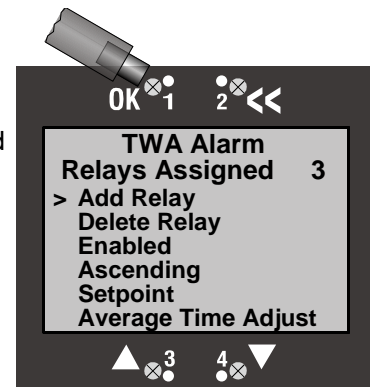 OK 1 2 <<
d
TWA Alarm
Relays Assigned 3
> Add Relay
Delete Relay
Enabled
Ascending
Setpoint
Average Time Adjust
3 4